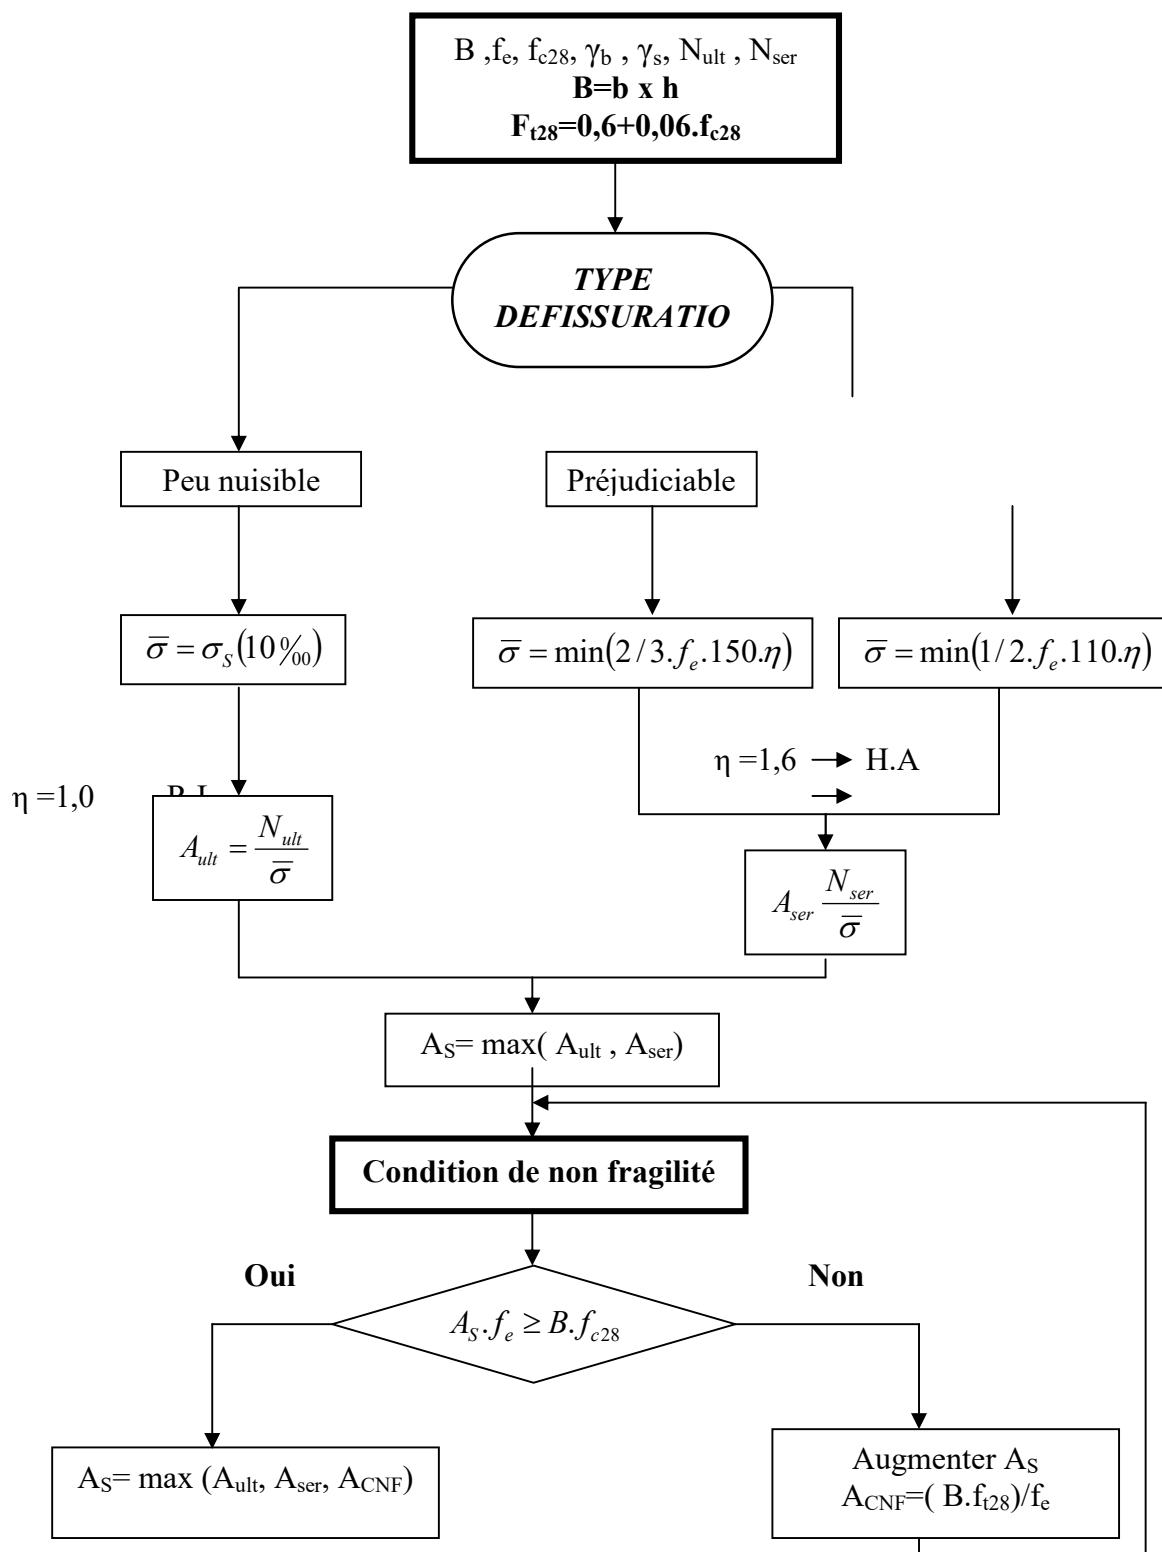 B ,fe, fc28, γb , γs, Nult , Nser
B=b x h
Ft28=0,6+0,06.fc28
TYPE
DEFISSURATIO
Peu nuisible
Préjudiciable
σ̅ = σS(10‰)
σ̅ = min(2/3.fe.150.η)
σ̅ = min(1/2.fe.110.η)
η =1,6 → H.A
→
η =1,0
Ault = Nult / σ̅
Aser Nser / σ̅
AS= max( Ault , Aser)
Condition de non fragilité
Oui
Non
AS.fe ≥ B.fc28
AS= max (Ault, Aser, ACNF)
Augmenter AS
ACNF=( B.ft28)/fe